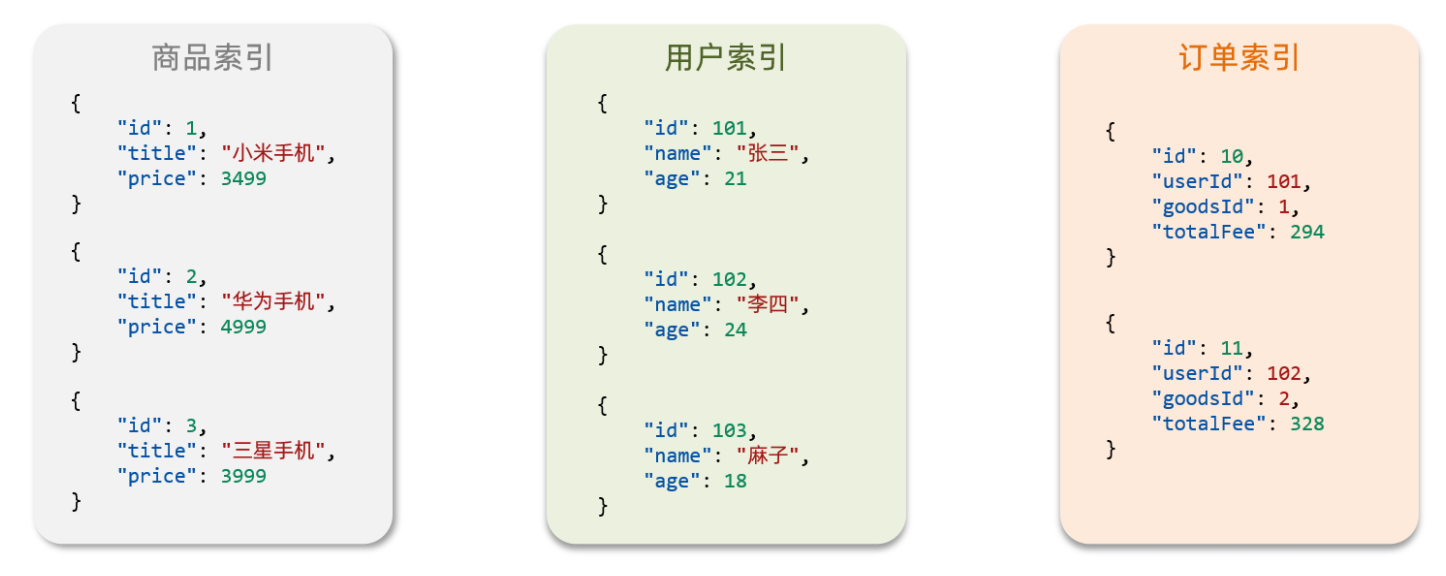 商品索引
{
    "id": 1,
    "title": "小米手机",
    "price": 3499
}
{
    "id": 2,
    "title": "华为手机",
    "price": 4999
}
{
    "id": 3,
    "title": "三星手机",
    "price": 3999
}
用户索引
{
    "id": 101,
    "name": "张三",
    "age": 21
}
{
    "id": 102,
    "name": "李四",
    "age": 24
}
{
    "id": 103,
    "name": "麻子",
    "age": 18
}
订单索引
{
    "id": 10,
    "userId": 101,
    "goodsId": 1,
    "totalFee": 294
}
{
    "id": 11,
    "userId": 102,
    "goodsId": 2,
    "totalFee": 328
}